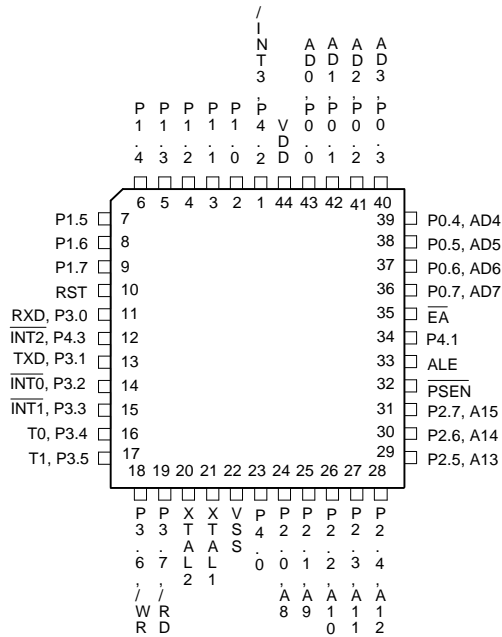 P1.4
P1.3
P1.2
P1.1
P1.0
/INT3,P4.2
VDD
AD0,P0.0
AD1,P0.1
AD2,P0.2
AD3,P0.3
6 5 4 3 2 1 44 43 42 41 40
P1.5 7
P1.6 8
P1.7 9
RST 10
RXD, P3.0 11
INT2, P4.3 12
TXD, P3.1 13
INT0, P3.2 14
INT1, P3.3 15
T0, P3.4 16
T1, P3.5 17
39 P0.4, AD4
38 P0.5, AD5
37 P0.6, AD6
36 P0.7, AD7
35 EA
34 P4.1
33 ALE
32 PSEN
31 P2.7, A15
30 P2.6, A14
29 P2.5, A13
18 19 20 21 22 23 24 25 26 27 28
P3.6,/WR
P3.7,/RD
XTAL2
XTAL1
VSS
P4.0
P2.0,A8
P2.1,A9
P2.2,A10
P2.3,A11
P2.4,A12